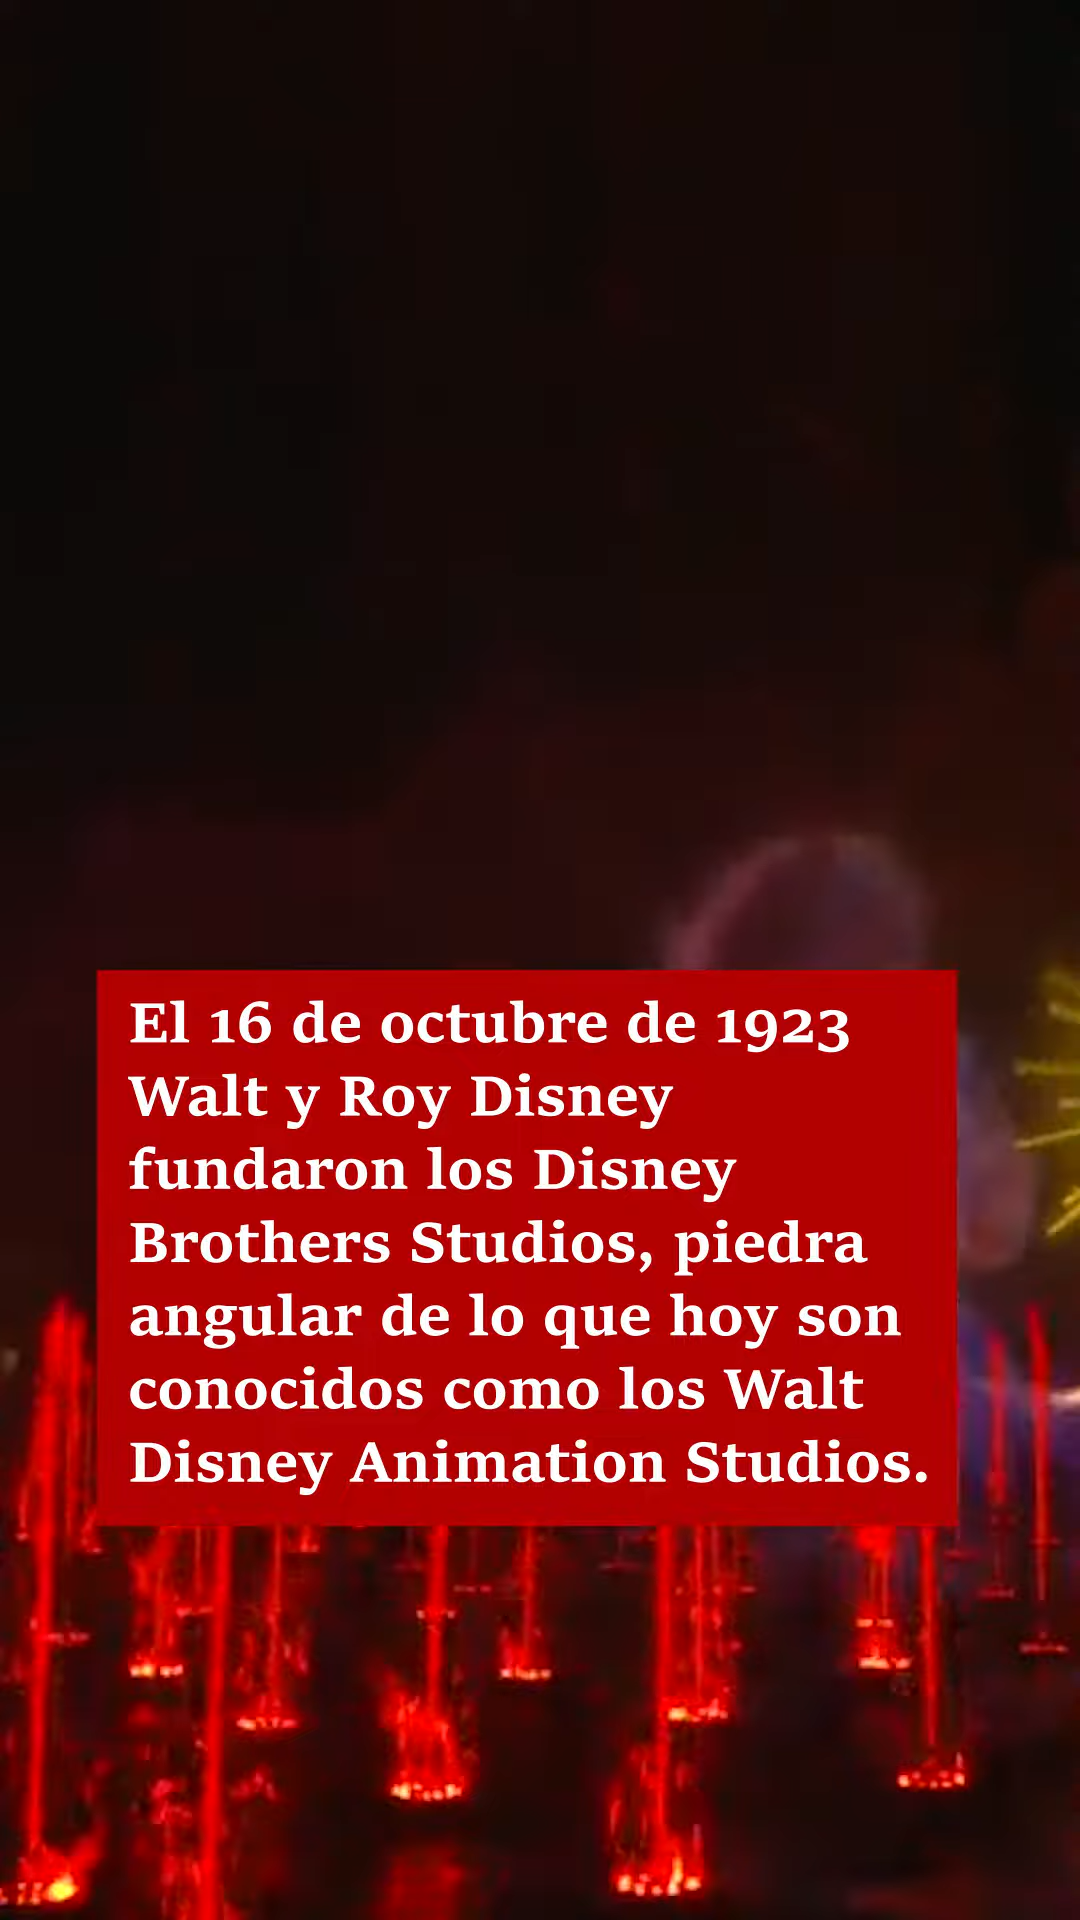 El 16 de octubre de 1923
Walt y Roy Disney
fundaron los Disney
Brothers Studios, piedra
angular de lo que hoy son
conocidos como los Walt
Disney Animation Studios.